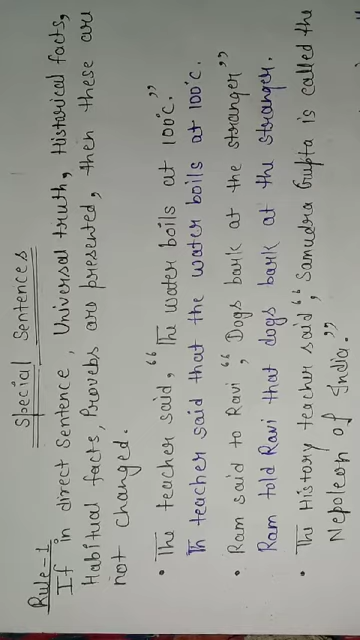 Special Sentences
Rule-1
If in direct Sentence, Universal truth, Historical facts,
Habitual facts, Proverbs are presented, then these are
not changed.
• The teacher said, "The water boils at 100°c."
Th teacher said that the water boils at 100°c.
• Ram said to Ravi, "Dogs bark at the stranger"
Ram told Ravi that dogs bark at the stranger.
• The History teacher said, "Samudra Gupta is called the
Nepoleon of India."